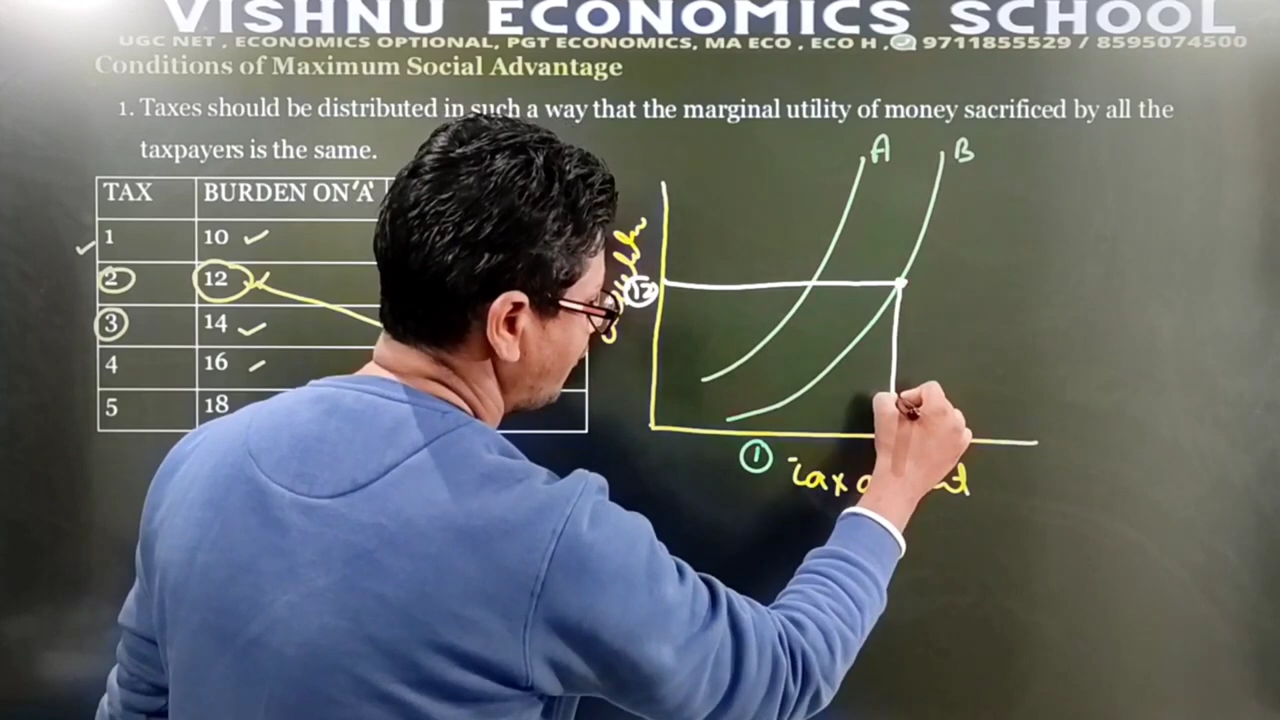 VISHNU ECONOMICS SCHOOL
UGC NET , ECONOMICS OPTIONAL, PGT ECONOMICS, MA ECO , ECO H , 9711855529 / 8595074500
Conditions of Maximum Social Advantage
1. Taxes should be distributed in such a way that the marginal utility of money sacrificed by all the
taxpayers is the same.
TAX BURDEN ON 'A'
1 10
2 12
3 14
4 16
5 18
A B
12
1 Tax